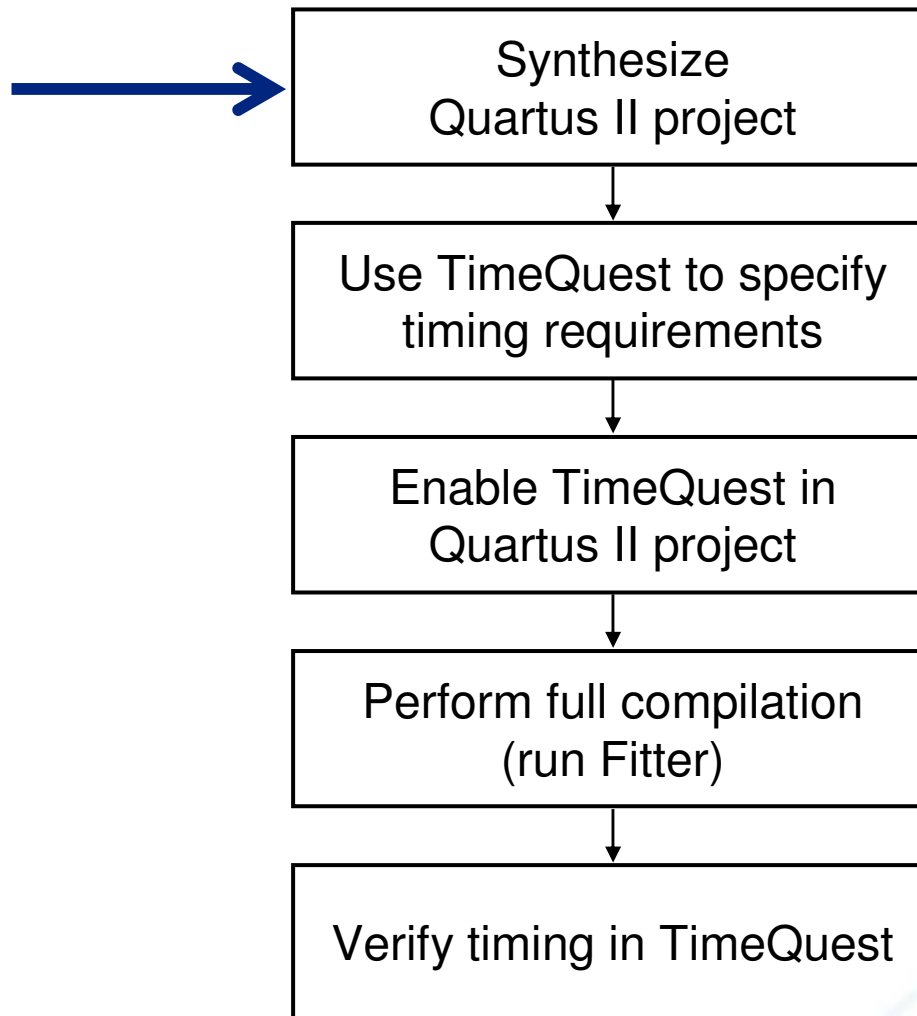 Synthesize
Quartus II project
Use TimeQuest to specify
timing requirements
Enable TimeQuest in
Quartus II project
Perform full compilation
(run Fitter)
Verify timing in TimeQuest